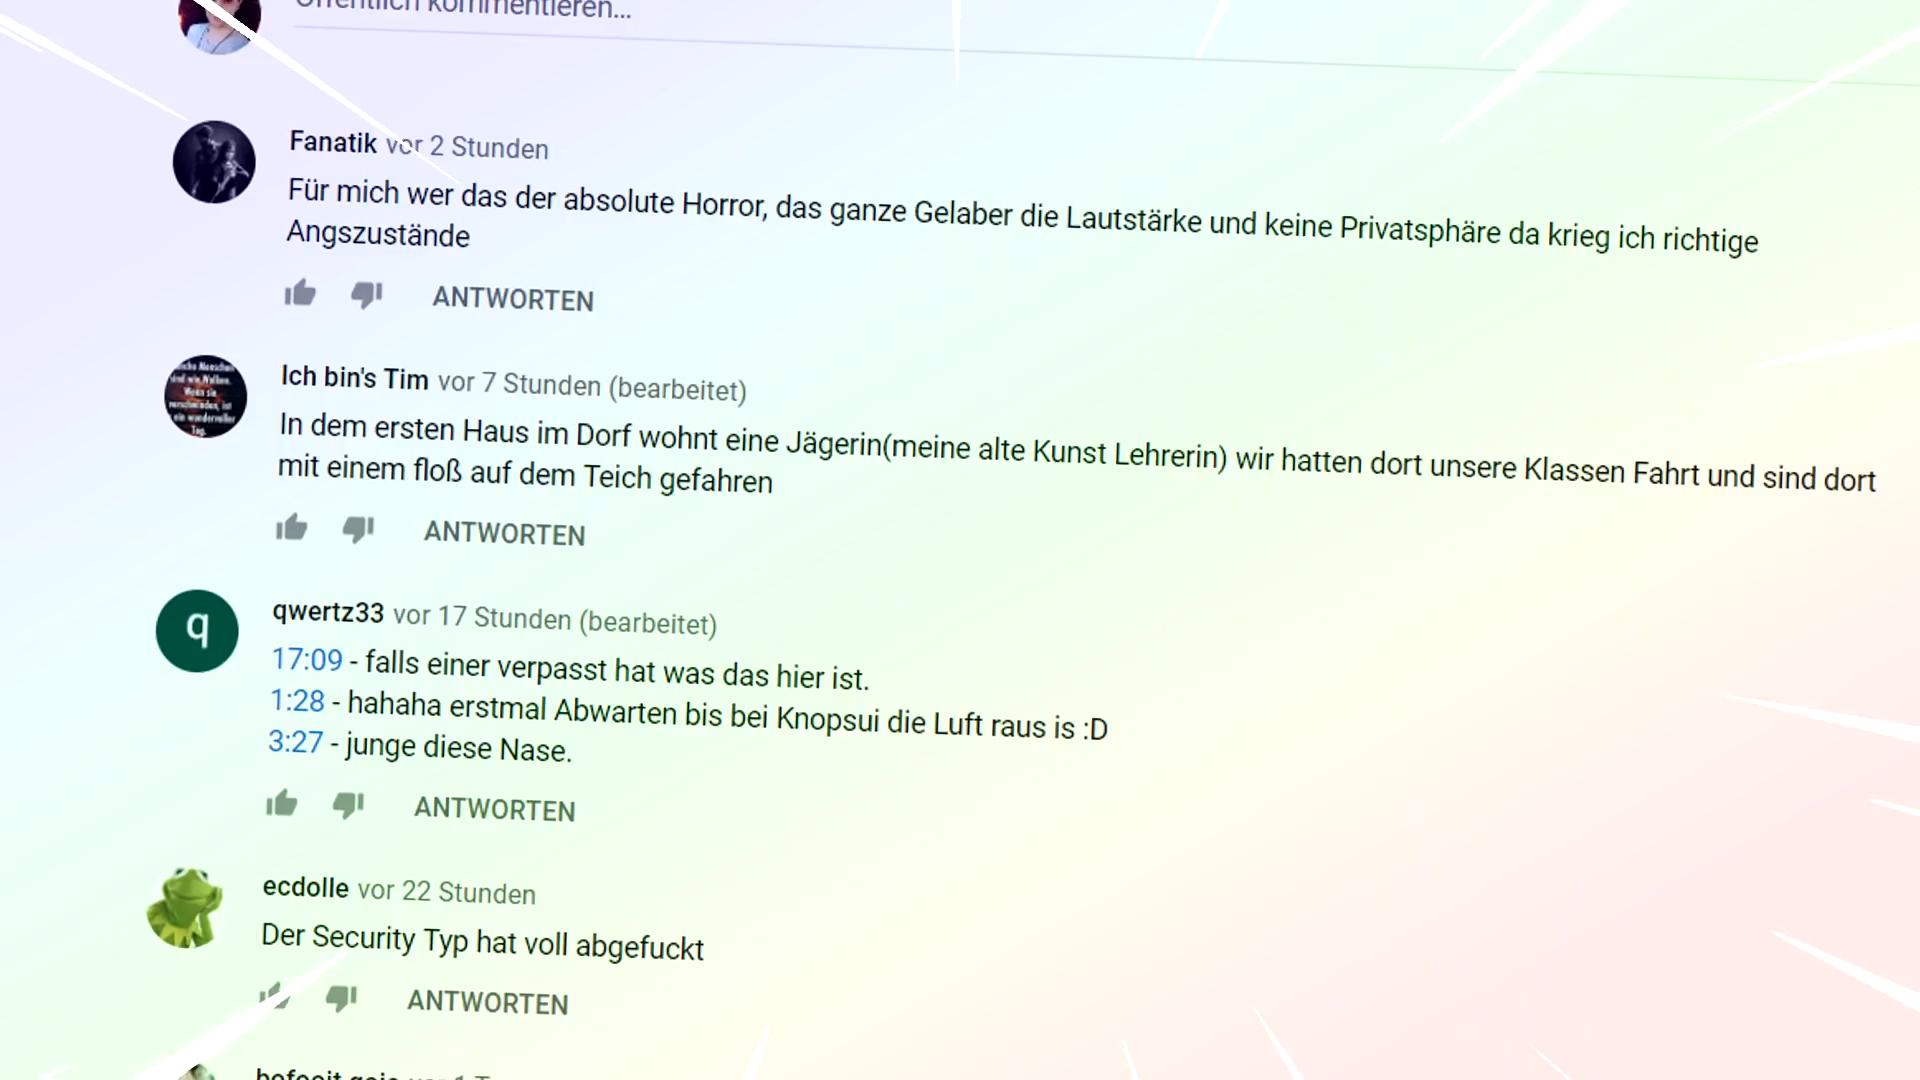 Öffentlich kommentieren...
Fanatik vor 2 Stunden
Für mich wer das der absolute Horror, das ganze Gelaber die Lautstärke und keine Privatsphäre da krieg ich richtige
Angszustände
ANTWORTEN
Ich bin's Tim vor 7 Stunden (bearbeitet)
In dem ersten Haus im Dorf wohnt eine Jägerin(meine alte Kunst Lehrerin) wir hatten dort unsere Klassen Fahrt und sind dort
mit einem floß auf dem Teich gefahren
ANTWORTEN
q
qwertz33 vor 17 Stunden (bearbeitet)
17:09 - falls einer verpasst hat was das hier ist.
1:28 - hahaha erstmal Abwarten bis bei Knopsui die Luft raus is :D
3:27 - junge diese Nase.
ANTWORTEN
ecdolle vor 22 Stunden
Der Security Typ hat voll abgefuckt
ANTWORTEN